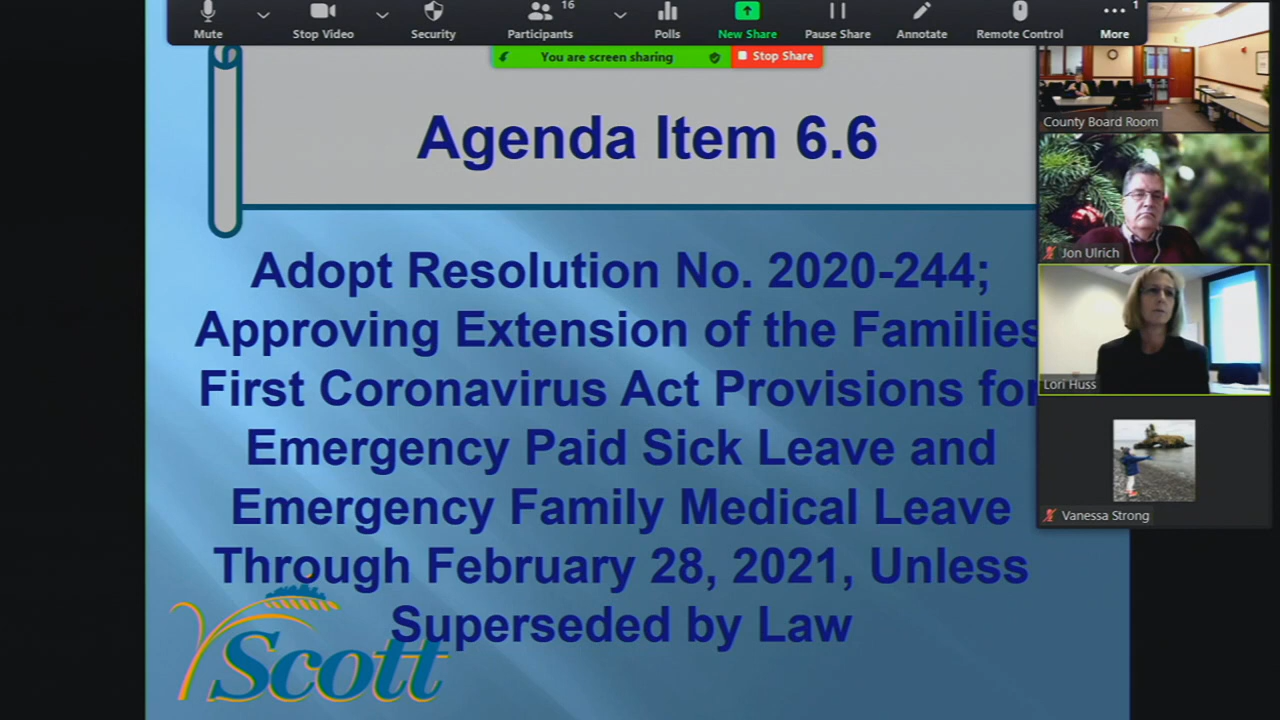 16
1
Mute
Stop Video
Security
Participants
Polls
New Share
Pause Share
Annotate
Remote Control
More
You are screen sharing
Stop Share
Agenda Item 6.6
County Board Room
Jon Ulrich
Adopt Resolution No. 2020-244;
Approving Extension of the Families
First Coronavirus Act Provisions for
Lori Huss
Emergency Paid Sick Leave and
Emergency Family Medical Leave
Vanessa Strong
Through February 28, 2021, Unless
Superseded by Law
Scott